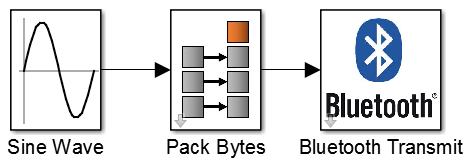 Bluetooth®
Sine Wave
Pack Bytes
Bluetooth Transmit